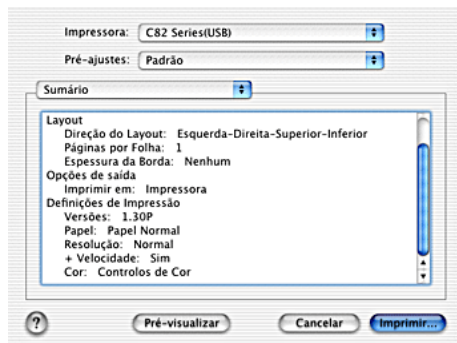 Impressora: C82 Series(USB)
Pré-ajustes: Padrão
Sumário
Layout
Direção do Layout: Esquerda-Direita-Superior-Inferior
Páginas por Folha: 1
Espessura da Borda: Nenhum
Opções de saída
Imprimir em: Impressora
Definições de Impressão
Versões: 1.30P
Papel: Papel Normal
Resolução: Normal
+ Velocidade: Sim
Cor: Controlos de Cor
? Pré-visualizar Cancelar Imprimir...